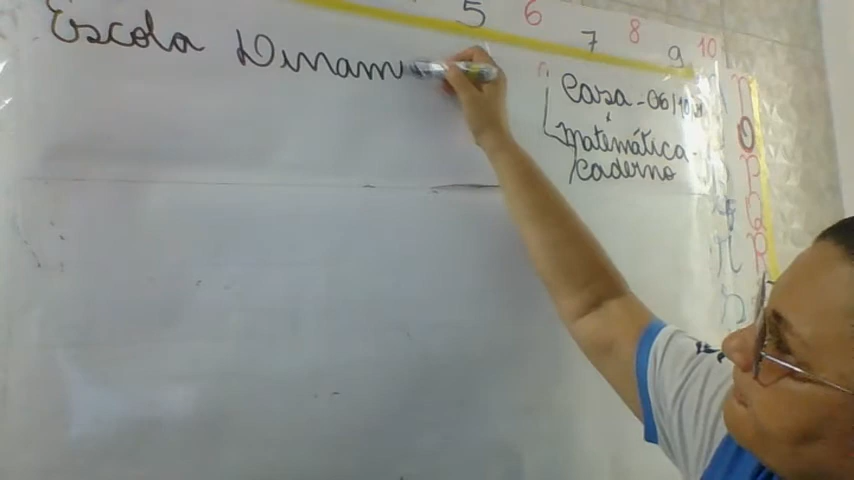 5 6 7 8 9 10
Escola Dinam
Casa - 06/10
Matemática
caderno